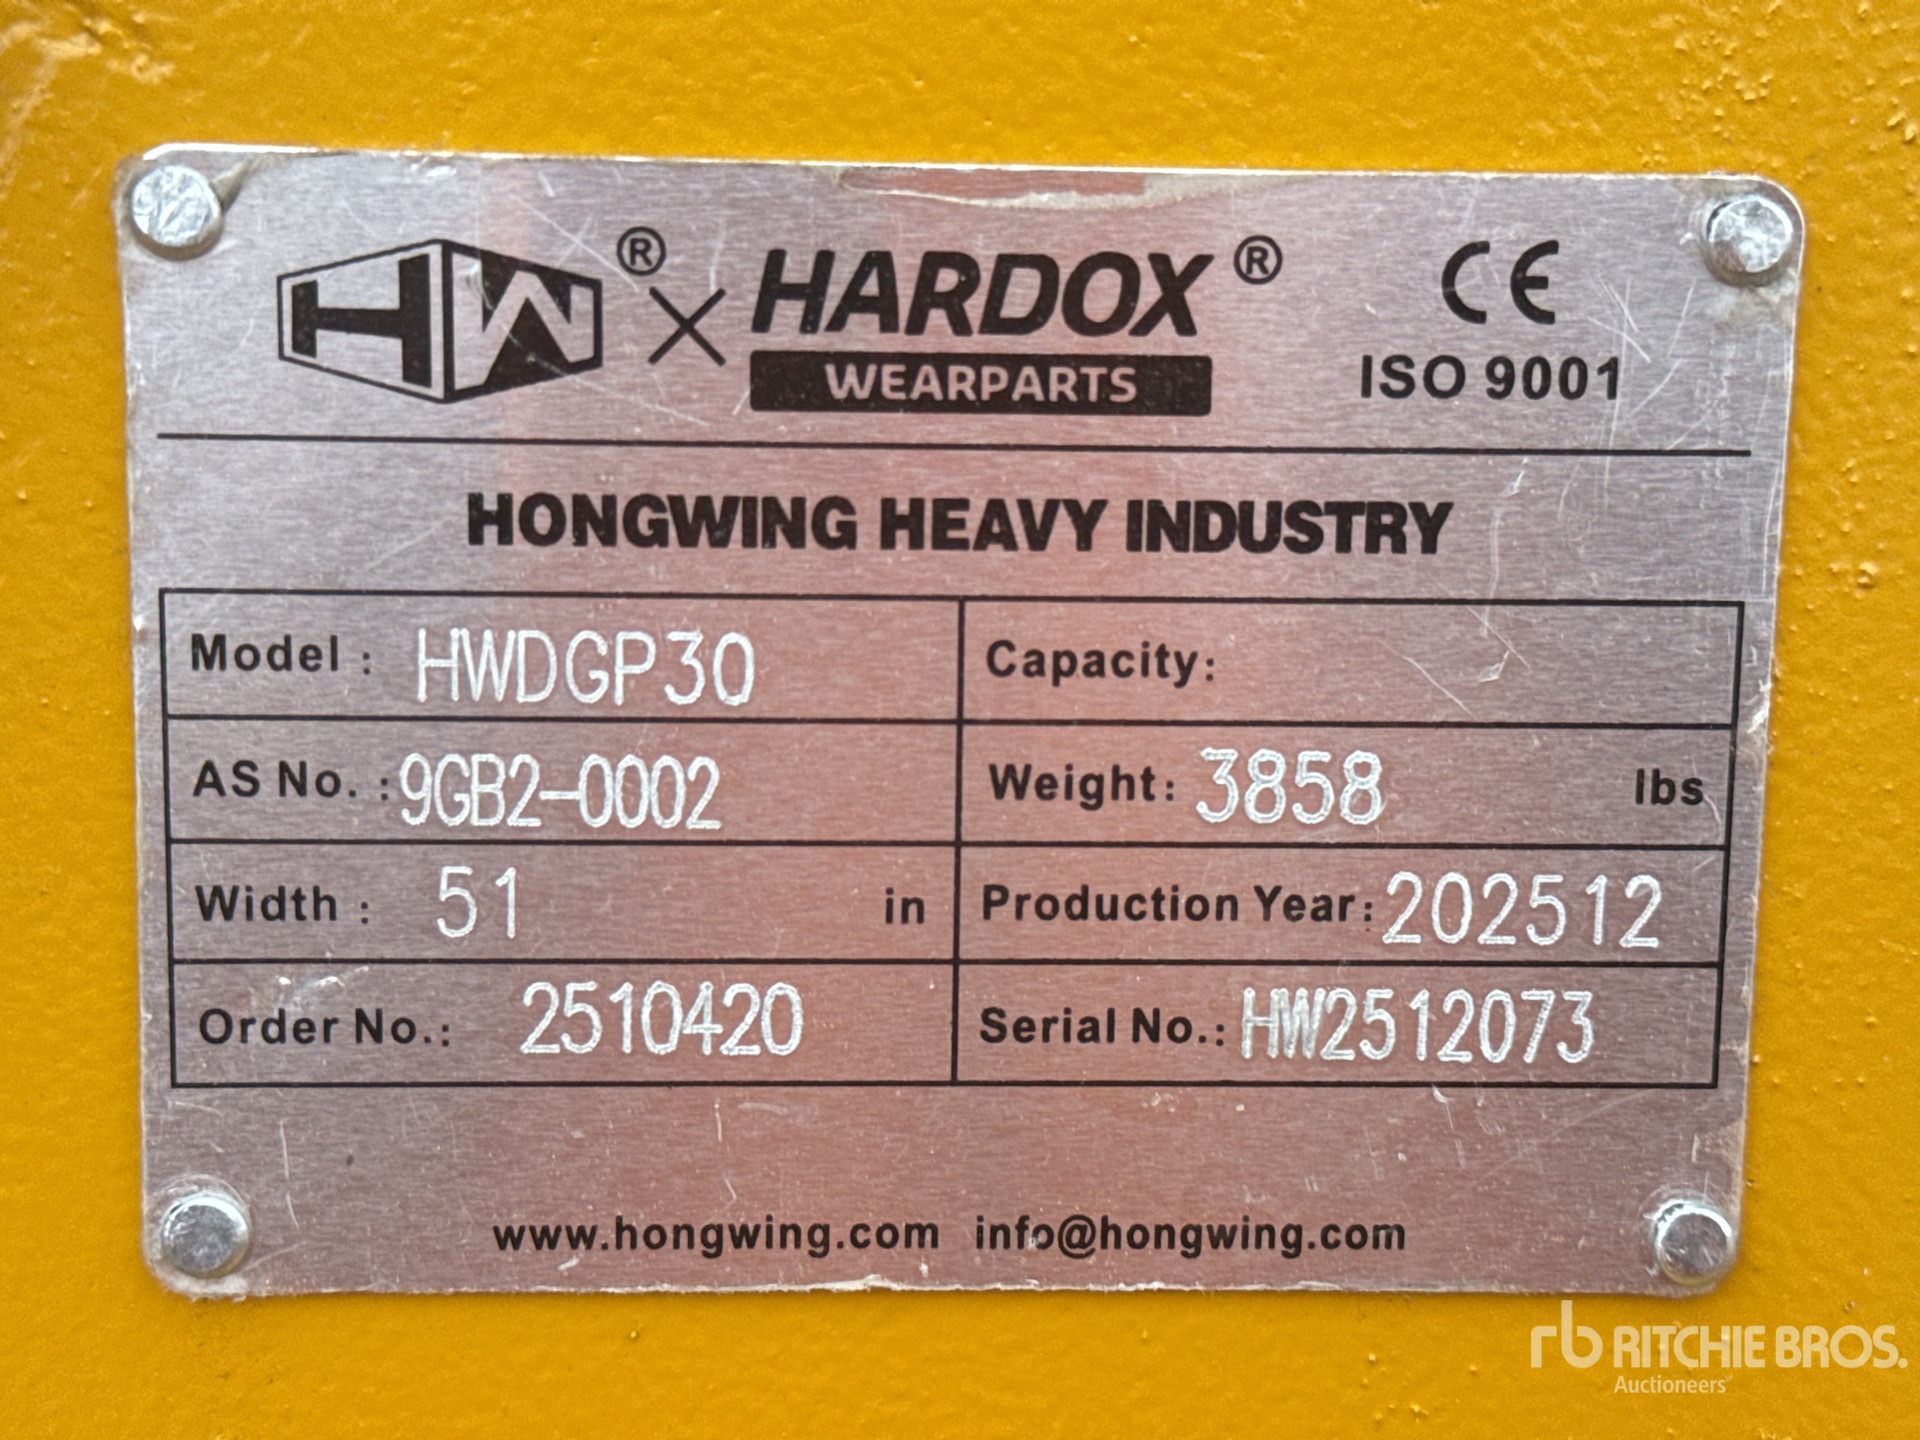 HW® × HARDOX® CE
WEARPARTS ISO 9001
HONGWING HEAVY INDUSTRY
Model : HWDGP30 Capacity:
AS No. : 9GB2-0002 Weight: 3858 lbs
Width : 51 in Production Year: 202512
Order No.: 2510420 Serial No.: HW2512073
www.hongwing.com info@hongwing.com
rb RITCHIE BROS.
Auctioneers